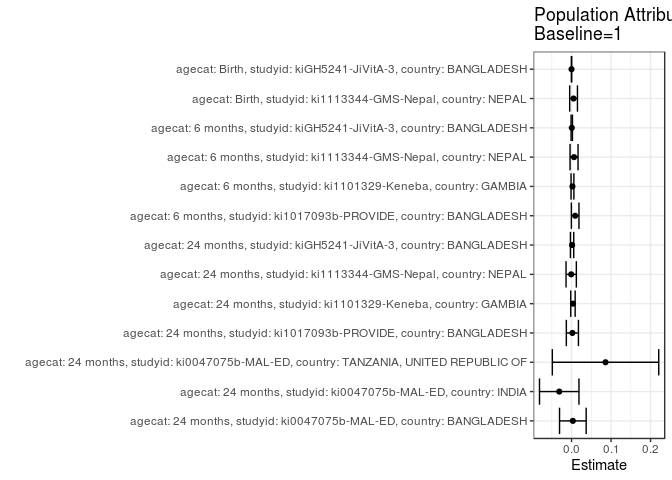 Population Attribu
Baseline=1
agecat: Birth, studyid: kiGH5241-JiVitA-3, country: BANGLADESH
agecat: Birth, studyid: ki1113344-GMS-Nepal, country: NEPAL
agecat: 6 months, studyid: kiGH5241-JiVitA-3, country: BANGLADESH
agecat: 6 months, studyid: ki1113344-GMS-Nepal, country: NEPAL
agecat: 6 months, studyid: ki1101329-Keneba, country: GAMBIA
agecat: 6 months, studyid: ki1017093b-PROVIDE, country: BANGLADESH
agecat: 24 months, studyid: kiGH5241-JiVitA-3, country: BANGLADESH
agecat: 24 months, studyid: ki1113344-GMS-Nepal, country: NEPAL
agecat: 24 months, studyid: ki1101329-Keneba, country: GAMBIA
agecat: 24 months, studyid: ki1017093b-PROVIDE, country: BANGLADESH
agecat: 24 months, studyid: ki0047075b-MAL-ED, country: TANZANIA, UNITED REPUBLIC OF
agecat: 24 months, studyid: ki0047075b-MAL-ED, country: INDIA
agecat: 24 months, studyid: ki0047075b-MAL-ED, country: BANGLADESH
0.0 0.1 0.2
Estimate